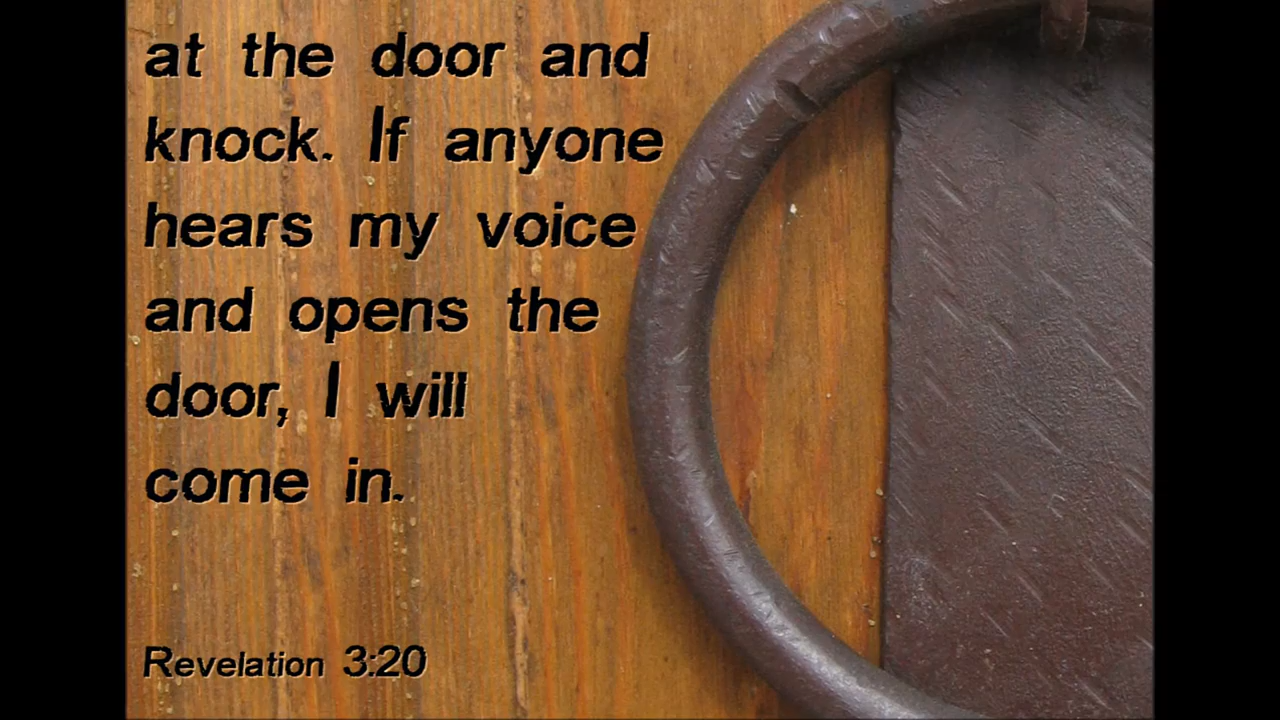 at the door and
knock. If anyone
hears my voice
and opens the
door, I will
come in.
Revelation 3:20